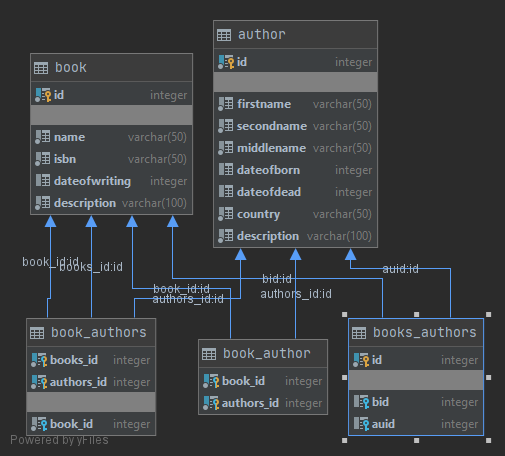 author
id integer
firstname varchar(50)
secondname varchar(50)
middlename varchar(50)
dateofborn integer
dateofdead integer
country varchar(50)
description varchar(100)
book
id integer
name varchar(50)
isbn varchar(50)
dateofwriting integer
description varchar(100)
book_id:id
books_id:id
book_id:id
authors_id:id
bid:id
authors_id:id
auid:id
book_authors
books_id integer
authors_id integer
book_id integer
book_author
book_id integer
authors_id integer
books_authors
id integer
bid integer
auid integer
Powered by yFiles